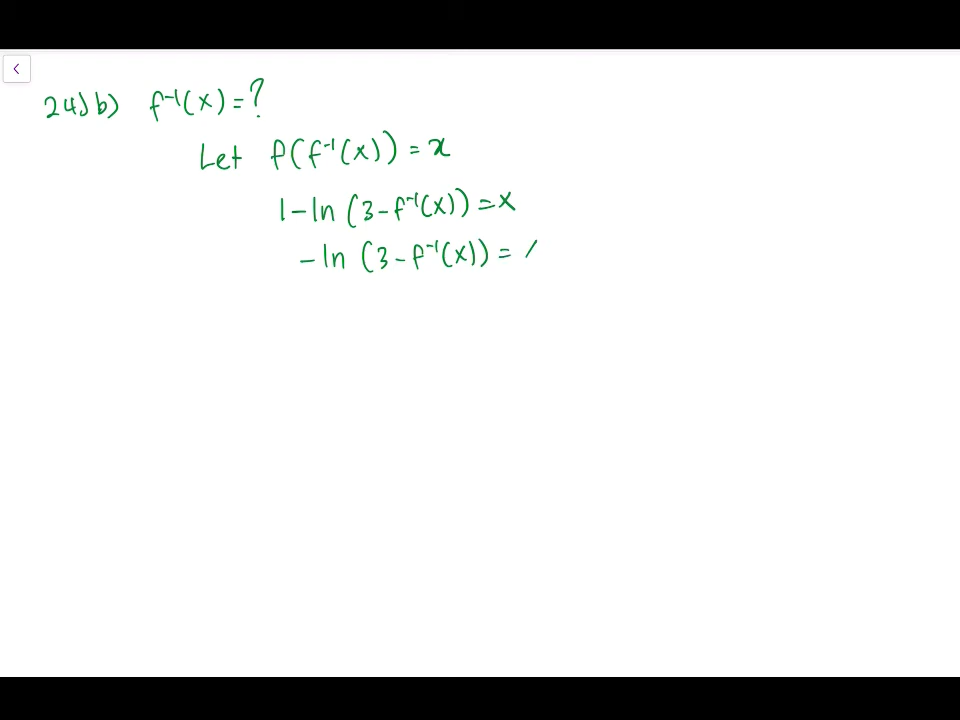 24) b) f⁻¹(x) = ?
Let f(f⁻¹(x)) = x
1 - ln (3 - f⁻¹(x)) = x
- ln (3 - f⁻¹(x)) =